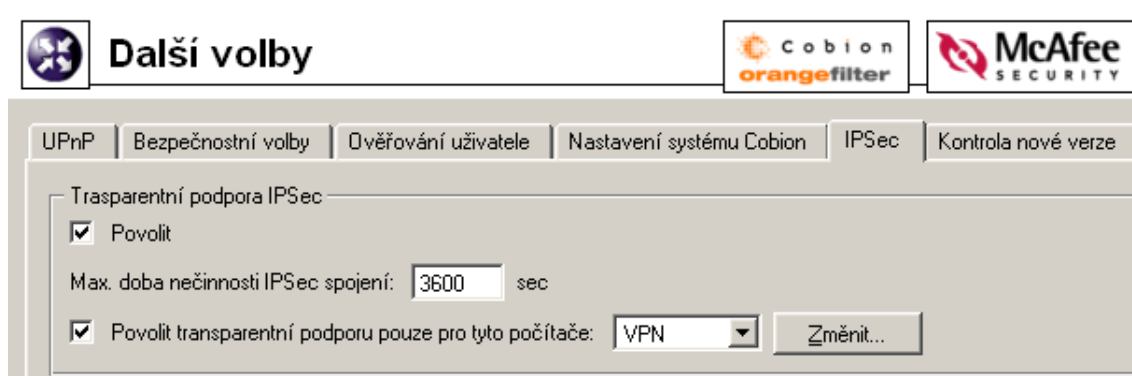 Další volby
Cobion
orangefilter
McAfee
SECURITY
UPnP Bezpečnostní volby Ověřování uživatele Nastavení systému Cobion IPSec Kontrola nové verze
Trasparentní podpora IPSec
Povolit
Max. doba nečinnosti IPSec spojení: 3600 sec
Povolit transparentní podporu pouze pro tyto počítače: VPN Změnit...